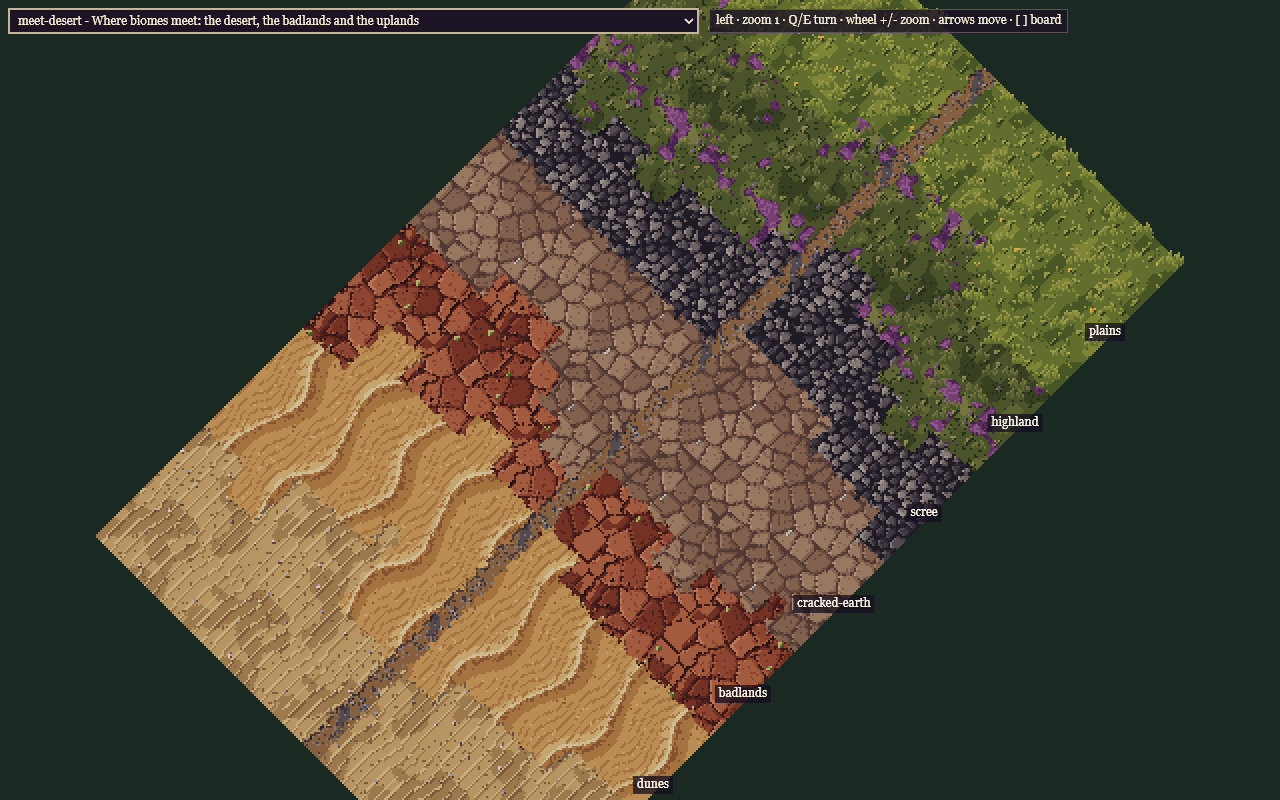 meet-desert - Where biomes meet: the desert, the badlands and the uplands
left · zoom 1 · Q/E turn · wheel +/- zoom · arrows move · [ ] board
plains
highland
scree
cracked-earth
badlands
dunes